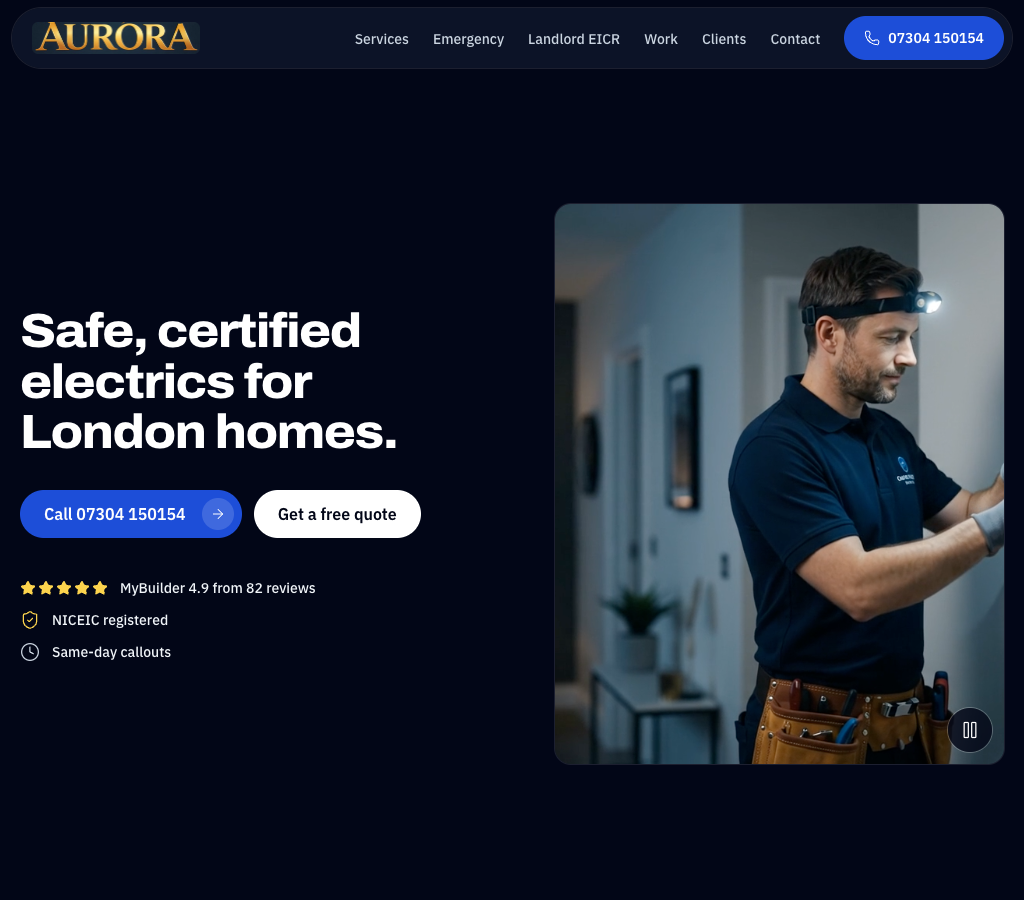 AURORA
Services
Emergency
Landlord EICR
Work
Clients
Contact
07304 150154
Safe, certified
electrics for
London homes.
Call 07304 150154
Get a free quote
MyBuilder 4.9 from 82 reviews
NICEIC registered
Same-day callouts